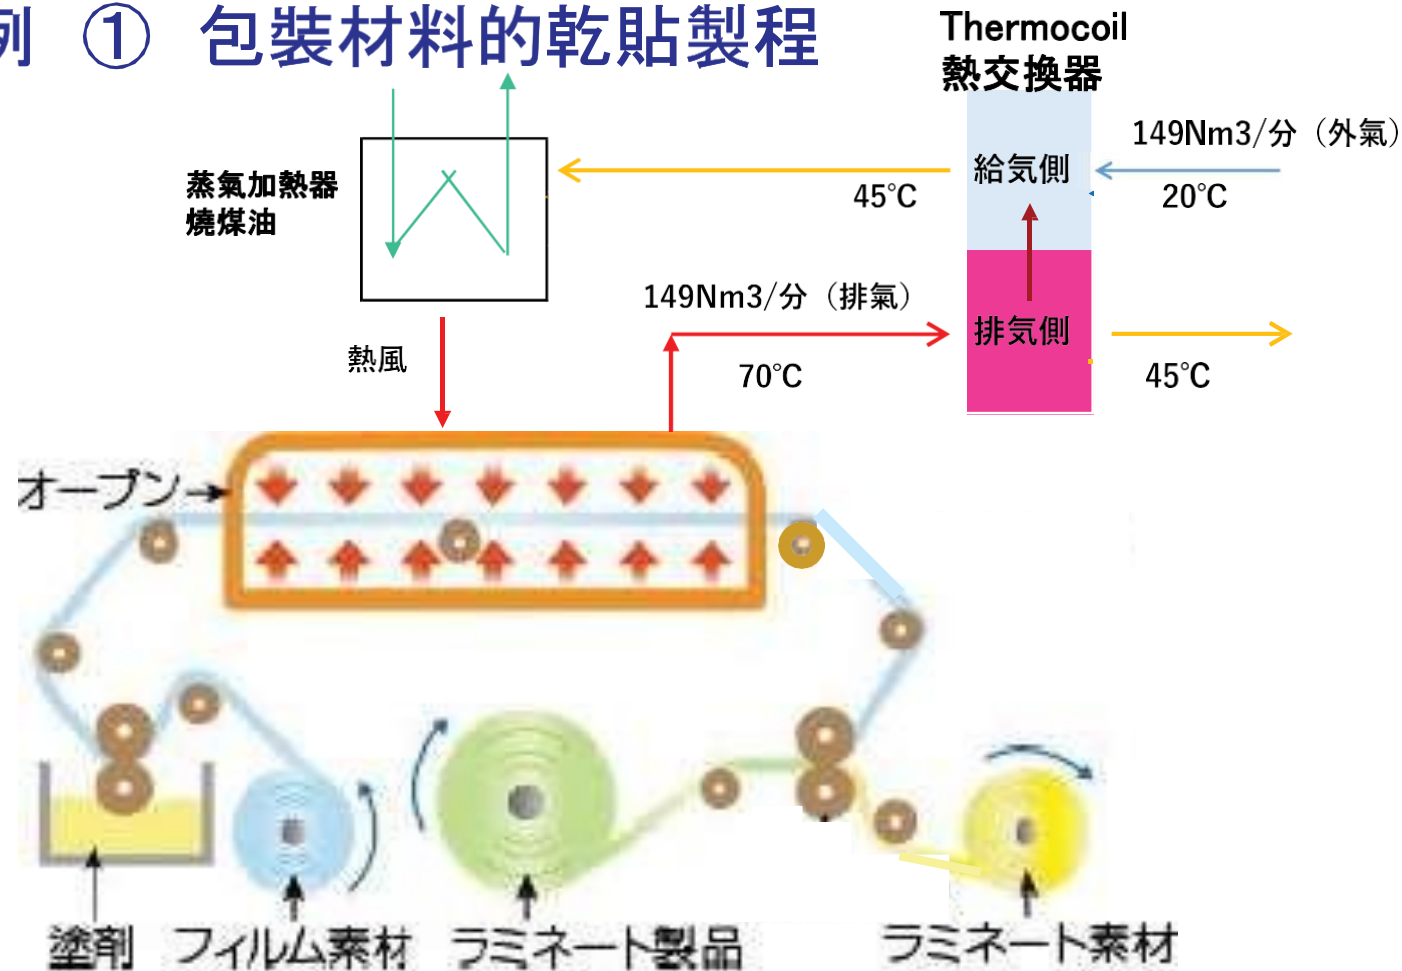 例 ① 包裝材料的乾貼製程
Thermocoil
熱交換器
149Nm3/分（外氣）
給気側
20℃
45℃
蒸氣加熱器
燒煤油
149Nm3/分（排氣）
排気側
熱風
70℃
45℃
オーブン
塗剤
フィルム素材
ラミネート製品
ラミネート素材